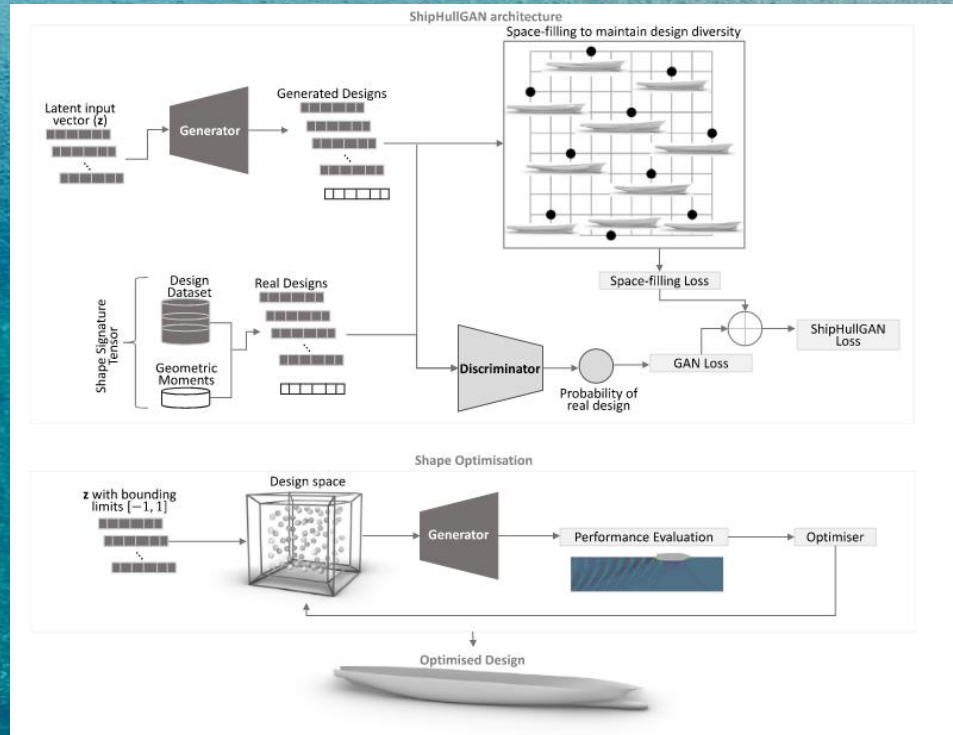 ShipHullGAN architecture
Space-filling to maintain design diversity
Latent input
vector (z)
Generator
Generated Designs
Shape Signature
Tensor
Design
Dataset
Geometric
Moments
Real Designs
Discriminator
Probability of
real design
Space-filling Loss
GAN Loss
ShipHullGAN
Loss
Shape Optimisation
z with bounding
limits [−1, 1]
Design space
Generator
Performance Evaluation
Optimiser
Optimised Design